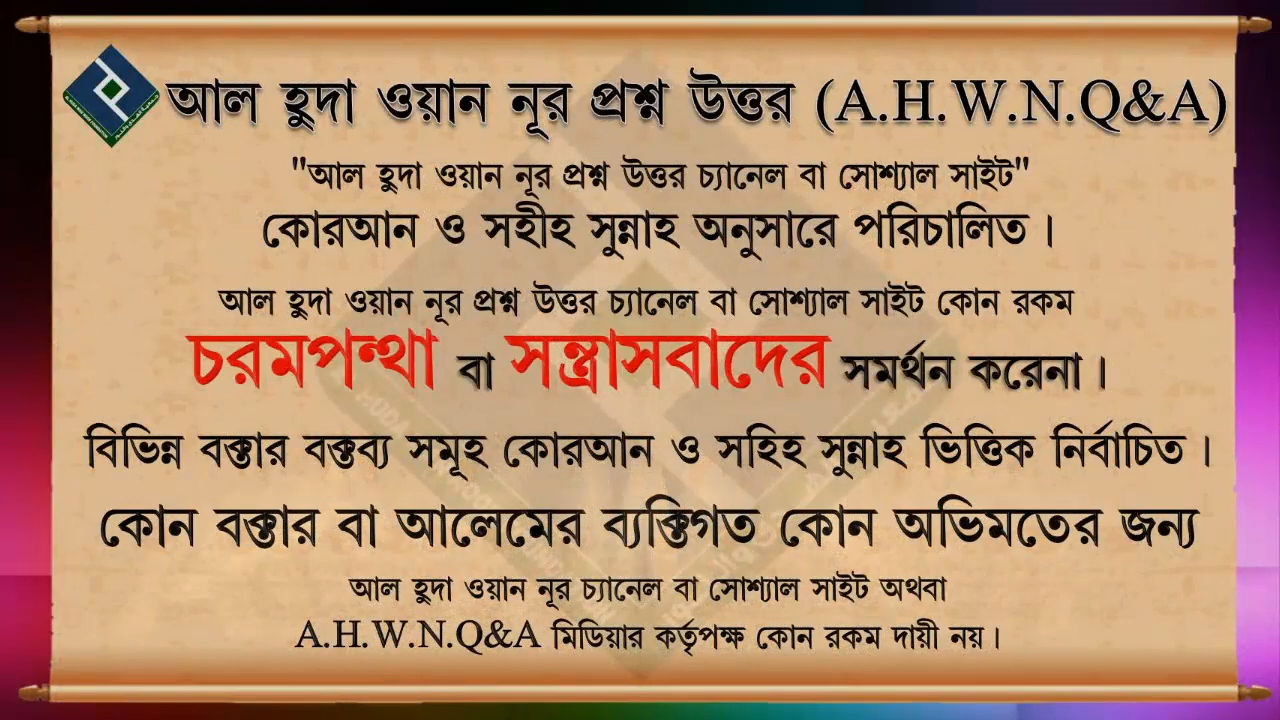 আল হুদা ওয়ান নূর প্রশ্ন উত্তর (A.H.W.N.Q&A)
"আল হুদা ওয়ান নূর প্রশ্ন উত্তর চ্যানেল বা সোশ্যাল সাইট"
কোরআন ও সহীহ সুন্নাহ অনুসারে পরিচালিত।
আল হুদা ওয়ান নূর প্রশ্ন উত্তর চ্যানেল বা সোশ্যাল সাইট কোন রকম
চরমপন্থা বা সন্ত্রাসবাদের সমর্থন করেনা।
বিভিন্ন বক্তার বক্তব্য সমূহ কোরআন ও সহিহ সুন্নাহ ভিত্তিক নির্বাচিত।
কোন বক্তার বা আলেমের ব্যক্তিগত কোন অভিমতের জন্য
আল হুদা ওয়ান নূর চ্যানেল বা সোশ্যাল সাইট অথবা
A.H.W.N.Q&A মিডিয়ার কর্তৃপক্ষ কোন রকম দায়ী নয়।